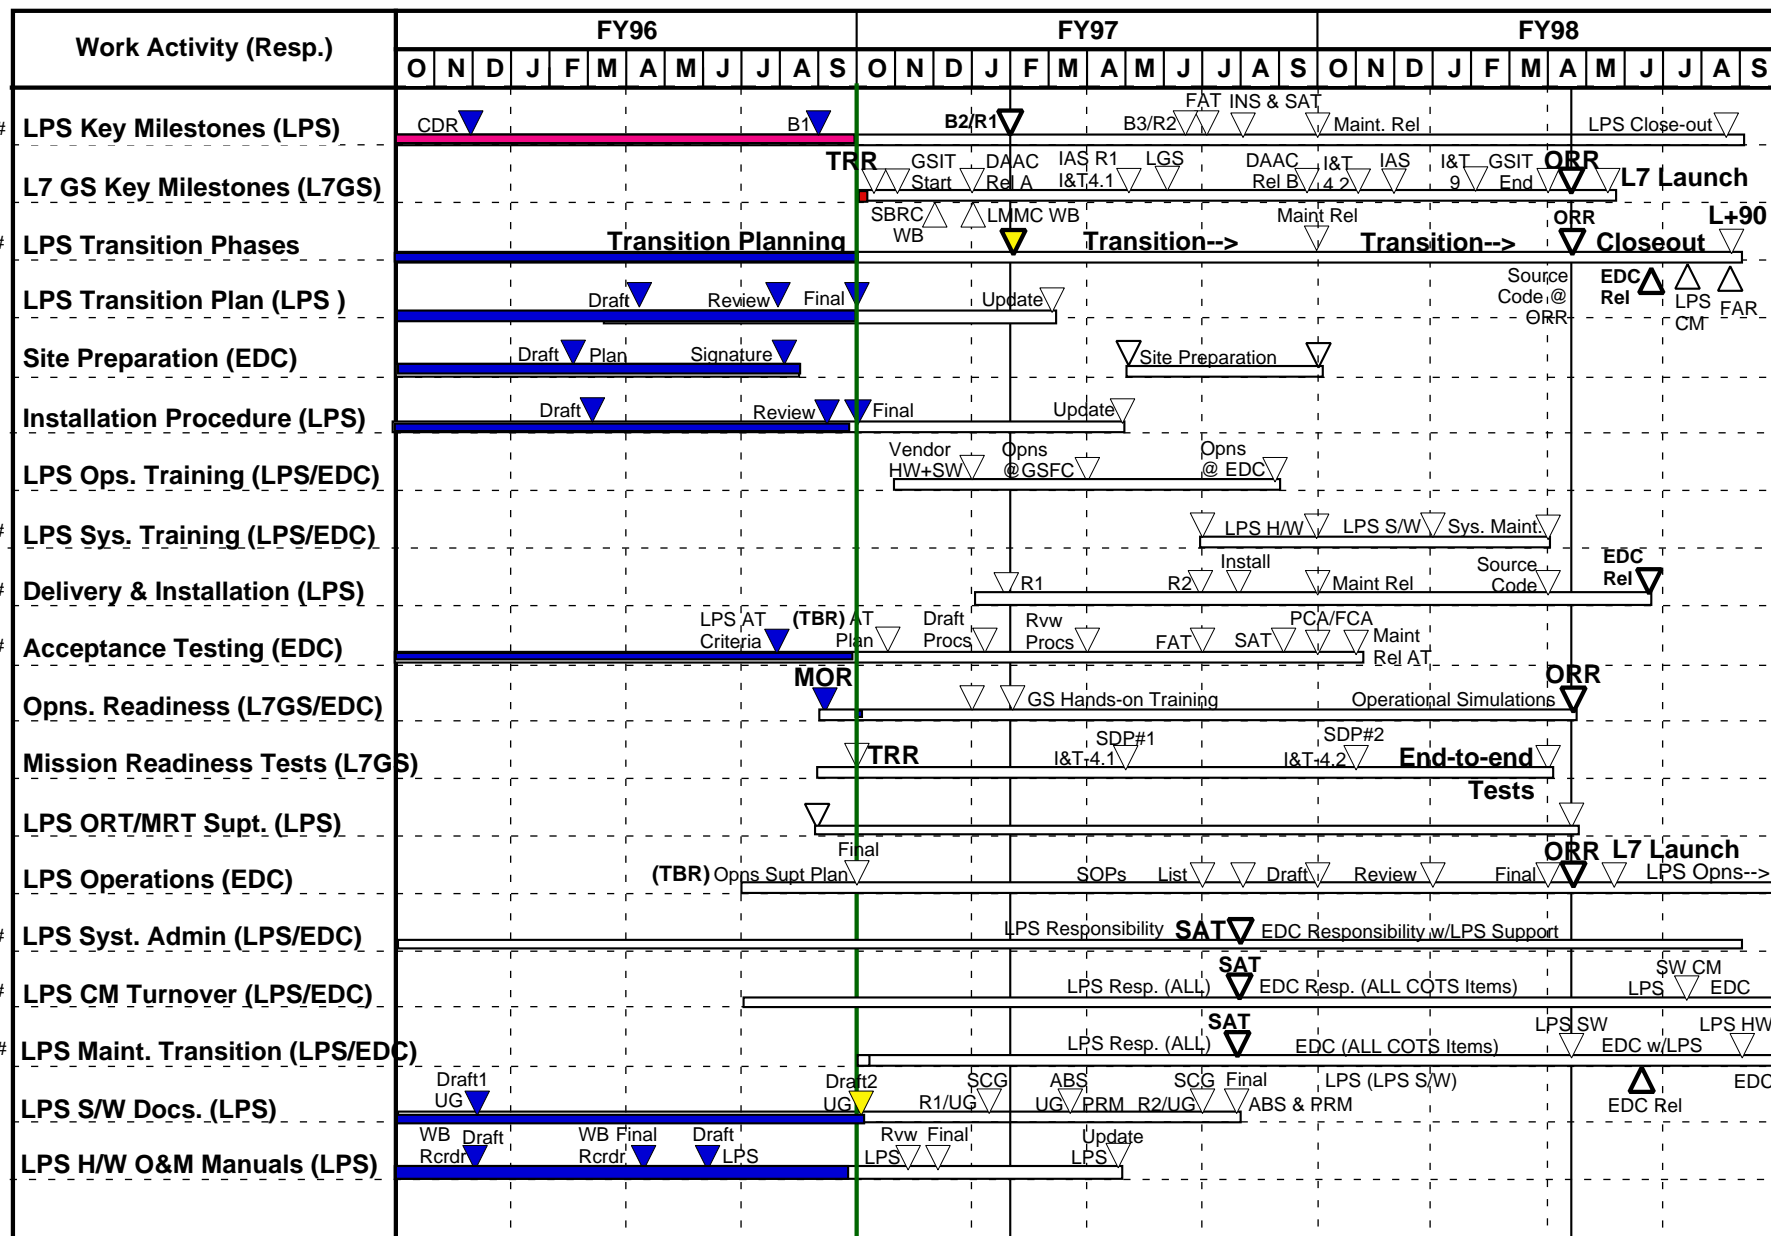 Work Activity (Resp.) FY96 FY97 FY98
O N D J F M A M J J A S O N D J F M A M J J A S O N D J F M A M J J A S
FAT INS & SAT
# LPS Key Milestones (LPS) CDR B1 B2/R1 B3/R2 Maint. Rel LPS Close-out
TRR GSIT DAAC IAS R1 LGS DAAC I&T IAS I&T GSIT ORR
L7 GS Key Milestones (L7GS) Start Rel A I&T4.1 Rel B 4.2 9 End L7 Launch
SBRC LMMC WB Maint Rel ORR L+90
WB
# LPS Transition Phases Transition Planning Transition--> Transition--> Closeout
Source EDC
LPS Transition Plan (LPS ) Draft Review Final Update Code @ Rel LPS FAR
ORR CM
Site Preparation (EDC) Draft Plan Signature Site Preparation
Installation Procedure (LPS) Draft Review Final Update
Vendor Opns Opns
LPS Ops. Training (LPS/EDC) HW+SW @GSFC @ EDC
# LPS Sys. Training (LPS/EDC) LPS H/W LPS S/W Sys. Maint.
Install Source EDC
# Delivery & Installation (LPS) R1 R2 Maint Rel Code Rel
LPS AT (TBR) AT Draft Rvw PCA/FCA Maint
# Acceptance Testing (EDC) Criteria Plan Procs Procs FAT SAT Rel AT
MOR ORR
Opns. Readiness (L7GS/EDC) GS Hands-on Training Operational Simulations
SDP#1 SDP#2
Mission Readiness Tests (L7GS) TRR I&T-4.1 I&T-4.2 End-to-end
Tests
LPS ORT/MRT Supt. (LPS)
Final ORR L7 Launch
LPS Operations (EDC) (TBR) Opns Supt Plan SOPs List Draft Review Final LPS Opns-->
# LPS Syst. Admin (LPS/EDC) LPS Responsibility SAT EDC Responsibility w/LPS Support
SAT SW CM
# LPS CM Turnover (LPS/EDC) LPS Resp. (ALL) EDC Resp. (ALL COTS Items) LPS EDC
SAT LPS SW LPS HW
# LPS Maint. Transition (LPS/EDC) LPS Resp. (ALL) EDC (ALL COTS Items) EDC w/LPS
Draft1 Draft2 SCG ABS SCG Final LPS (LPS S/W) EDC
LPS S/W Docs. (LPS) UG UG R1/UG UG PRM R2/UG ABS & PRM EDC Rel
WB Draft WB Final Draft Rvw Final Update
LPS H/W O&M Manuals (LPS) Rcrdr Rcrdr LPS LPS LPS